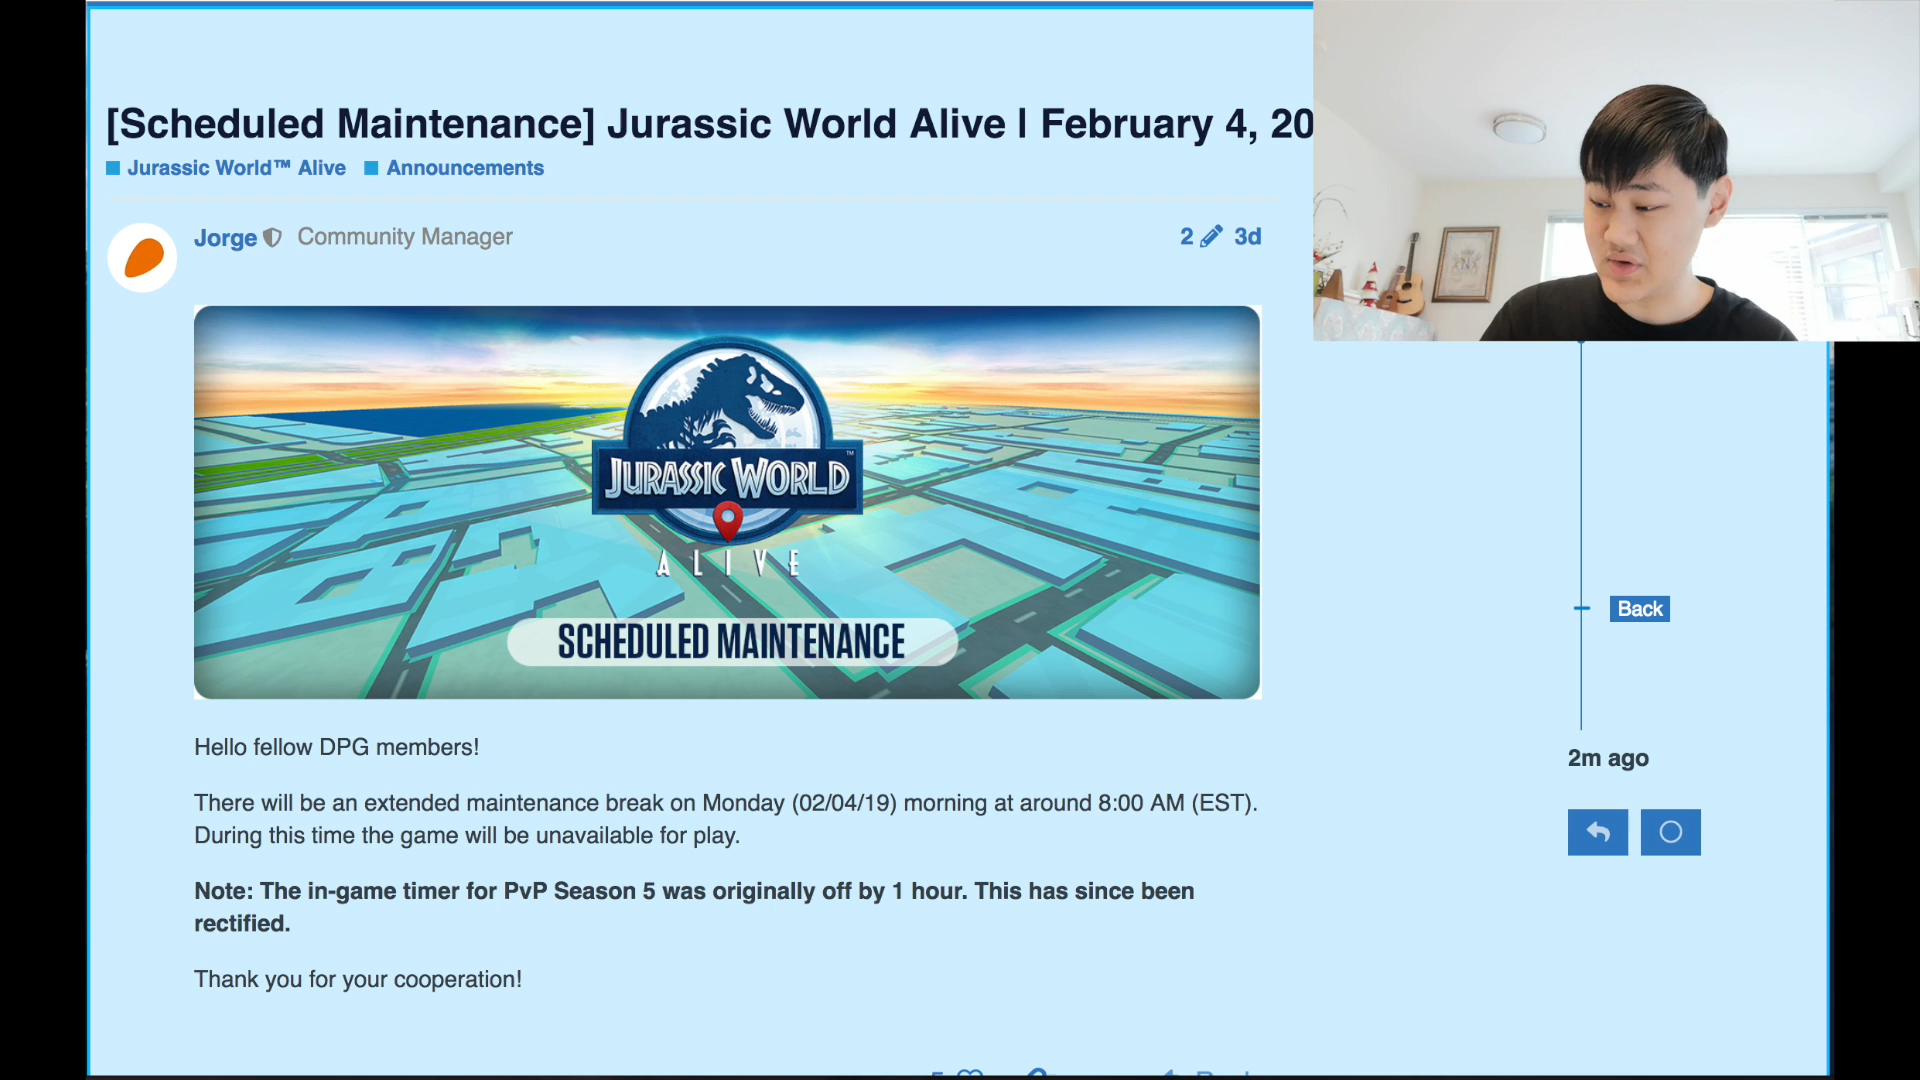 [Scheduled Maintenance] Jurassic World Alive l February 4, 20
Jurassic World™ Alive Announcements
Jorge Community Manager 2 3d
JURASSIC WORLD™
ALIVE
SCHEDULED MAINTENANCE
Hello fellow DPG members!
There will be an extended maintenance break on Monday (02/04/19) morning at around 8:00 AM (EST).
During this time the game will be unavailable for play.
Note: The in-game timer for PvP Season 5 was originally off by 1 hour. This has since been
rectified.
Thank you for your cooperation!
Back
2m ago